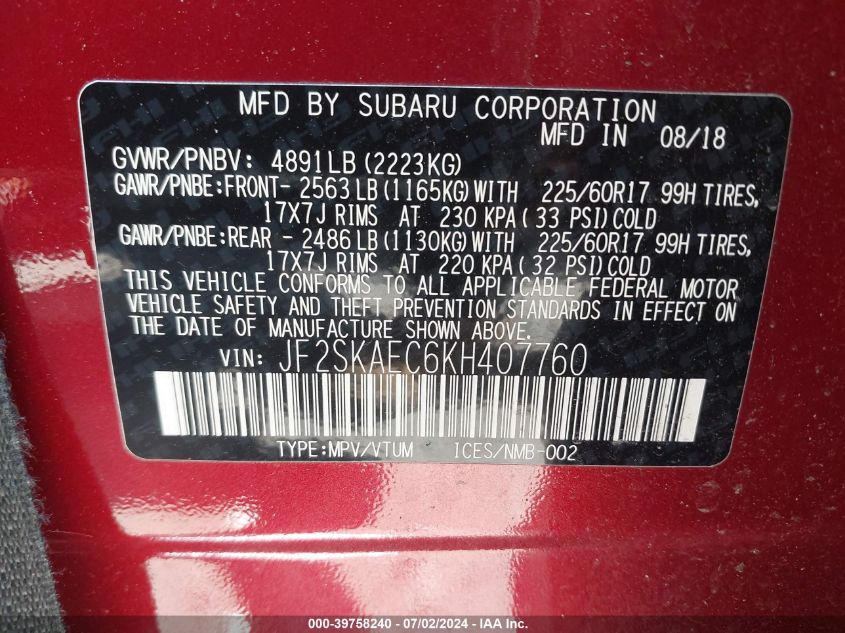 MFD BY SUBARU CORPORATION
MFD IN 08/18
GVWR/PNBV: 4891LB (2223KG)
GAWR/PNBE:FRONT- 2563LB (1165KG)WITH 225/60R17 99H TIRES,
17X7J RIMS AT 230 KPA(33 PSI)COLD
GAWR/PNBE:REAR - 2486LB (1130KG)WITH 225/60R17 99H TIRES,
17X7J RIMS AT 220 KPA(32 PSI)COLD
THIS VEHICLE CONFORMS TO ALL APPLICABLE FEDERAL MOTOR
VEHICLE SAFETY AND THEFT PREVENTION STANDARDS IN EFFECT ON
THE DATE OF MANUFACTURE SHOWN ABOVE.
VIN: JF2SKAEC6KH407760
TYPE:MPV/VTUM ICES/NMB-002
000-39758240 - 07/02/2024 - IAAI.COM